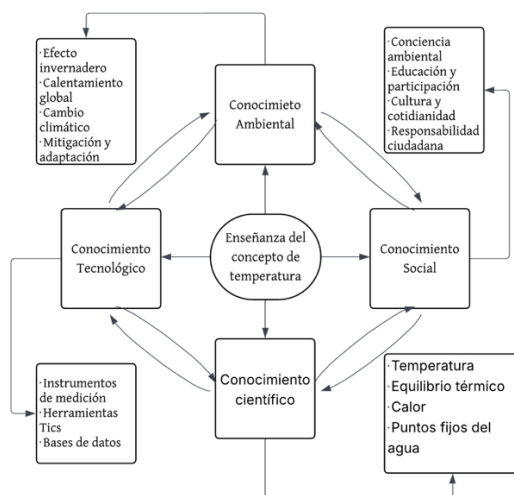 · Efecto
invernadero
· Calentamiento
global
· Cambio
climático
· Mitigación y
adaptación
Conocimieto
Ambiental
· Conciencia
ambiental
· Educación y
participación
· Cultura y
cotidianidad
· Responsabilidad
ciudadana
Conocimiento
Tecnológico
Enseñanza del
concepto de
temperatura
Conocimiento
Social
· Instrumentos
de medición
· Herramientas
Tics
· Bases de datos
Conocimiento
científico
· Temperatura
· Equilibrio térmico
· Calor
· Puntos fijos del
agua